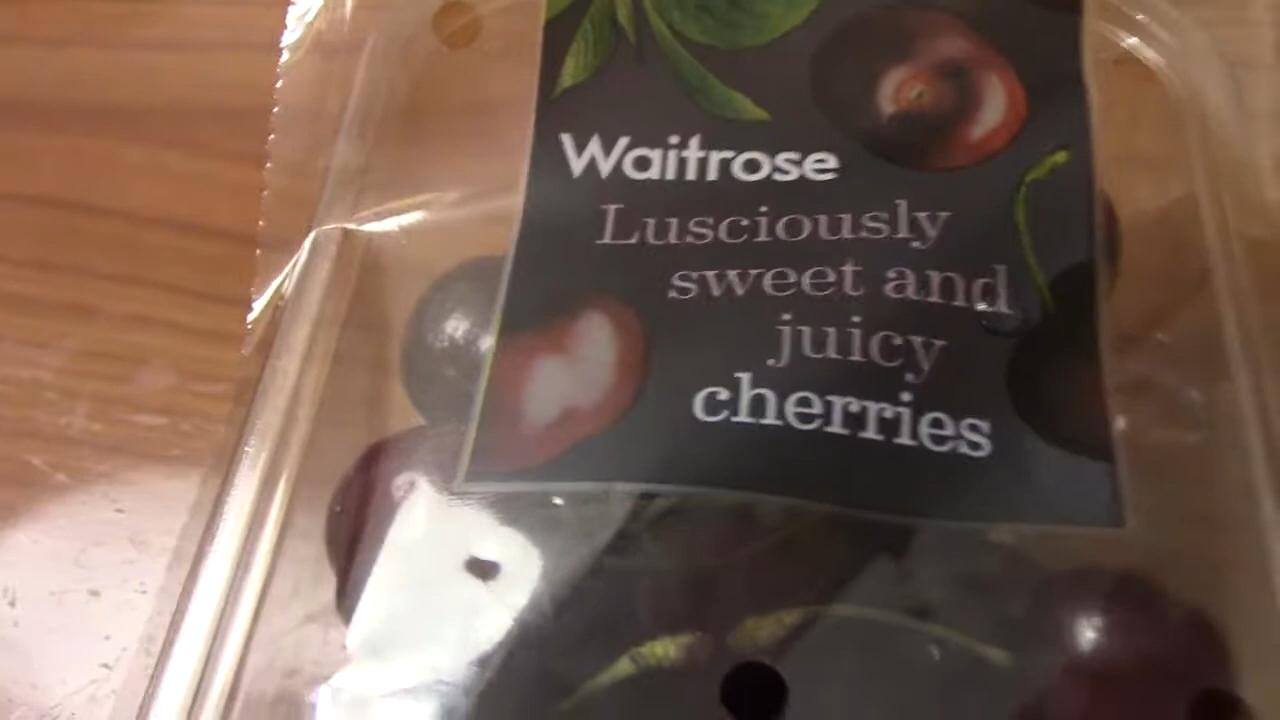 Waitrose
Lusciously
sweet and
juicy
cherries